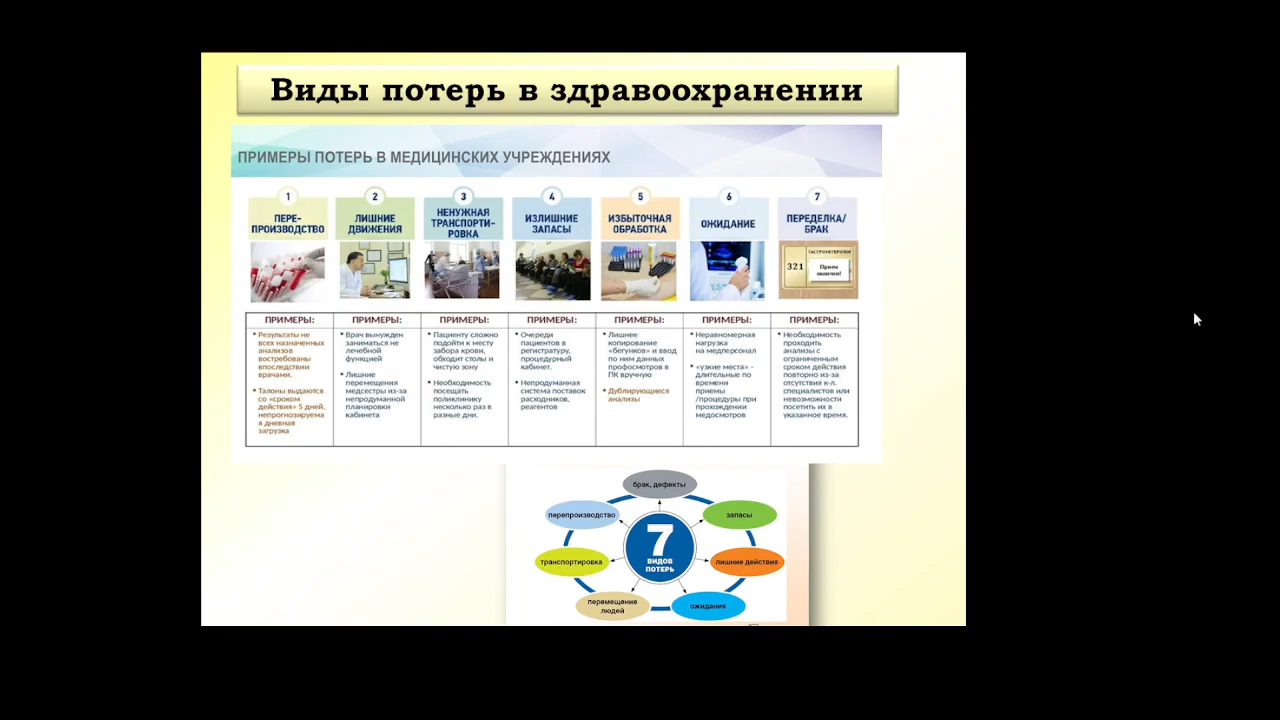 Виды потерь в здравоохранении
ПРИМЕРЫ ПОТЕРЬ В МЕДИЦИНСКИХ УЧРЕЖДЕНИЯХ
1
ПЕРЕ-
ПРОИЗВОДСТВО
2
ЛИШНИЕ
ДВИЖЕНИЯ
3
НЕНУЖНАЯ
ТРАНСПОРТИ-
РОВКА
4
ИЗЛИШНИЕ
ЗАПАСЫ
5
ИЗБЫТОЧНАЯ
ОБРАБОТКА
6
ОЖИДАНИЕ
7
ПЕРЕДЕЛКА/
БРАК
321
Прием
окончен!
ПРИМЕРЫ:
▪ Результаты не
всех назначенных
анализов
востребованы
впоследствии
врачами.
▪ Талоны выдаются
со «сроком
действия» 5 дней,
непрогнозируема
я дневная
загрузка
ПРИМЕРЫ:
▪ Врач вынужден
заниматься не
лечебной
функцией
▪ Лишние
перемещения
медсестры из-за
непродуманной
планировки
кабинета
ПРИМЕРЫ:
▪ Пациенту сложно
подойти к месту
забора крови,
обходит столы и
чистую зону
▪ Необходимость
посещать
поликлинику
несколько раз в
разные дни.
ПРИМЕРЫ:
▪ Очереди
пациентов в
регистратуру,
процедурный
кабинет.
▪ Непродуманная
система поставок
расходников,
реагентов
ПРИМЕРЫ:
▪ Лишнее
копирование
«бегунков» и ввод
по ним данных
профосмотров в
ПК вручную
▪ Дублирующиеся
анализы
ПРИМЕРЫ:
▪ Неравномерная
нагрузка
на медперсонал
▪ «узкие места» -
длительные по
времени
приемы
/процедуры при
прохождении
медосмотров
ПРИМЕРЫ:
▪ Необходимость
проходить
анализы с
ограниченным
сроком действия
повторно из-за
отсутствия к-л.
специалистов или
невозможности
посетить их в
указанное время.
брак, дефекты
перепроизводство
запасы
7
ВИДОВ
ПОТЕРЬ
транспортировка
лишние действия
перемещение
людей
ожидания